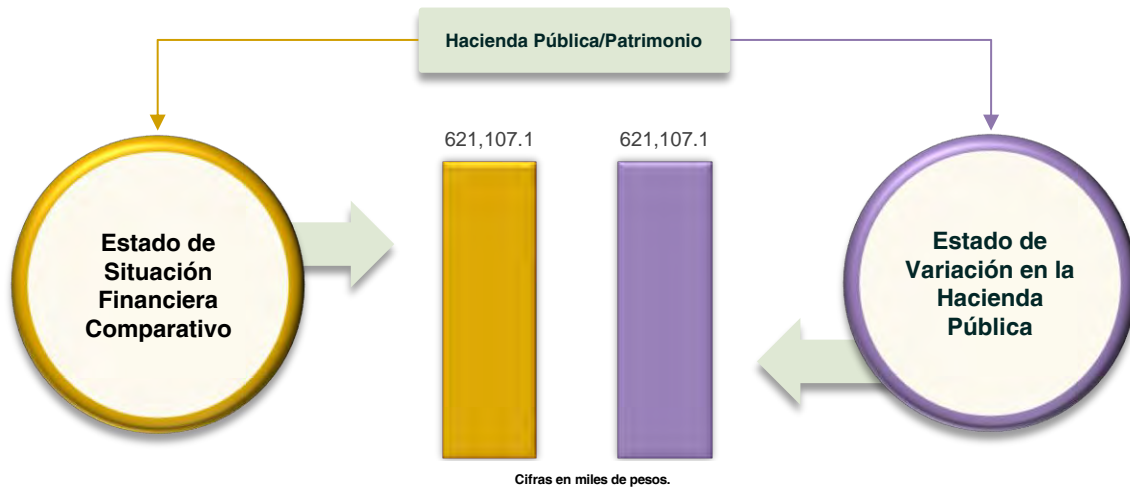 Hacienda Pública/Patrimonio
621,107.1
621,107.1
Estado de
Situación
Financiera
Comparativo
Estado de
Variación en la
Hacienda
Pública
Cifras en miles de pesos.